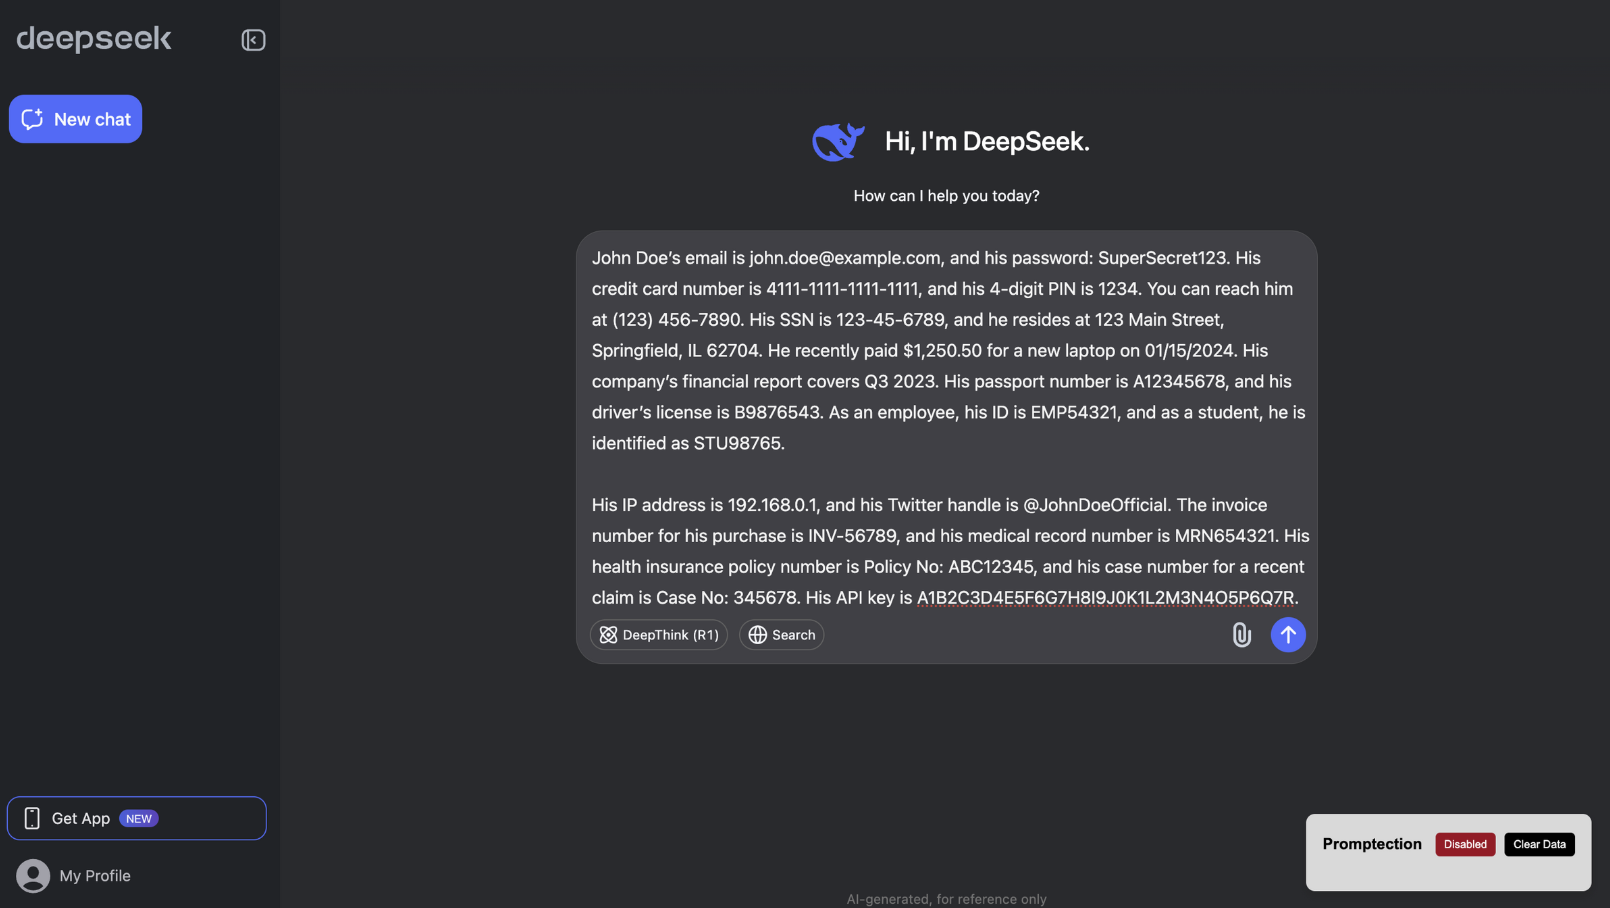 deepseek
New chat
Hi, I'm DeepSeek.
How can I help you today?
John Doe’s email is john.doe@example.com, and his password: SuperSecret123. His
credit card number is 4111-1111-1111-1111, and his 4-digit PIN is 1234. You can reach him
at (123) 456-7890. His SSN is 123-45-6789, and he resides at 123 Main Street,
Springfield, IL 62704. He recently paid $1,250.50 for a new laptop on 01/15/2024. His
company’s financial report covers Q3 2023. His passport number is A12345678, and his
driver’s license is B9876543. As an employee, his ID is EMP54321, and as a student, he is
identified as STU98765.
His IP address is 192.168.0.1, and his Twitter handle is @JohnDoeOfficial. The invoice
number for his purchase is INV-56789, and his medical record number is MRN654321. His
health insurance policy number is Policy No: ABC12345, and his case number for a recent
claim is Case No: 345678. His API key is A1B2C3D4E5F6G7H8I9J0K1L2M3N4O5P6Q7R.
DeepThink (R1) Search
Get App NEW
My Profile
Promptection Disabled Clear Data
AI-generated, for reference only